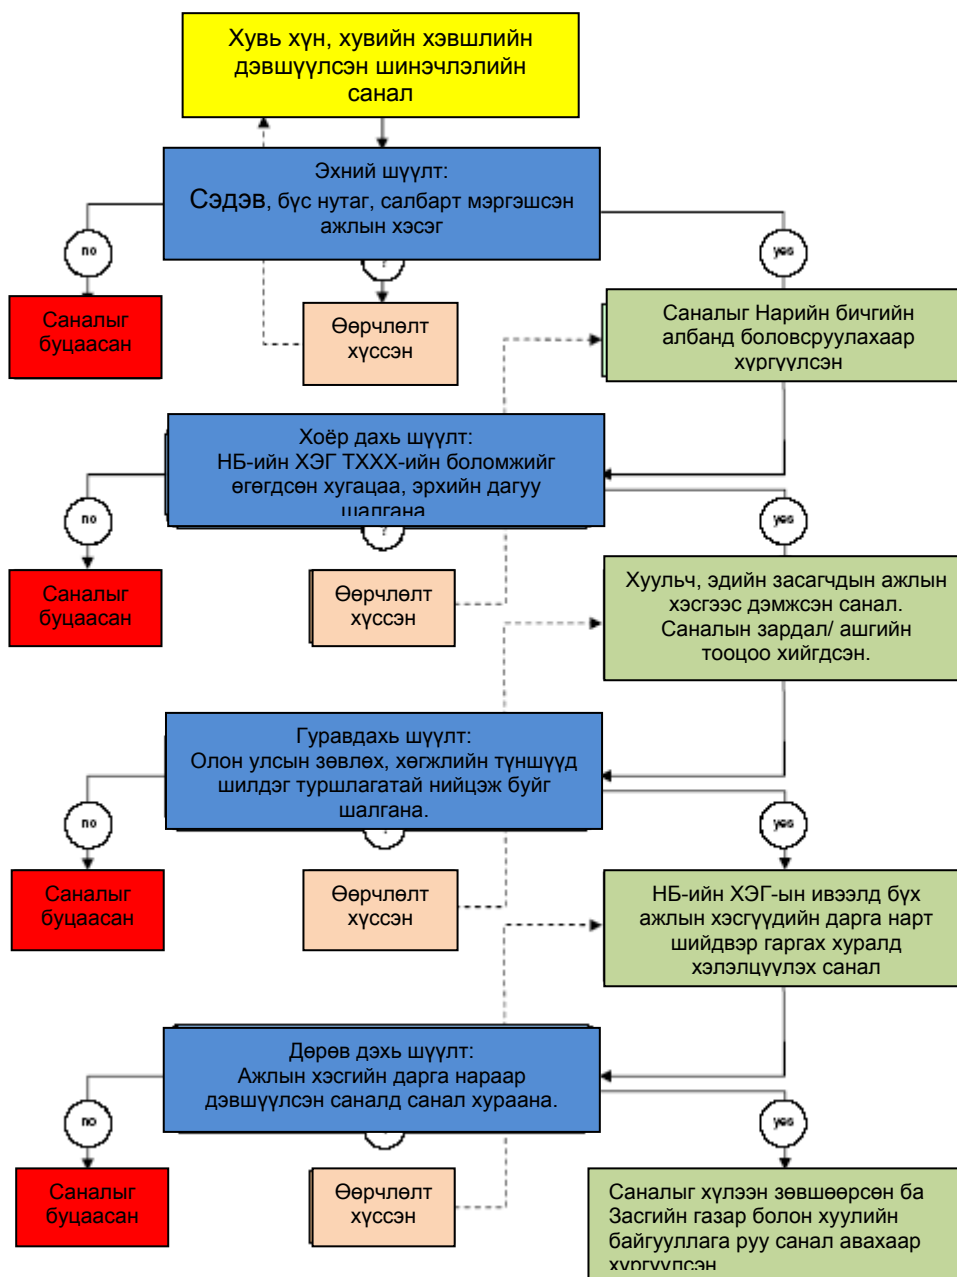 Хувь хүн, хувийн хэвшлийн
дэвшүүлсэн шинэчлэлийн
санал
Эхний шүүлт:
Сэдэв, бүс нутаг, салбарт мэргэшсэн
ажлын хэсэг
no
?
yes
Саналыг
буцаасан
Өөрчлөлт
хүссэн
Саналыг Нарийн бичгийн
албанд боловсруулахаар
хүргүүлсэн
Хоёр дахь шүүлт:
НБ-ийн ХЭГ ТХХХ-ийн боломжийг
өгөгдсөн хугацаа, эрхийн дагуу
шалгана
no
?
yes
Саналыг
буцаасан
Өөрчлөлт
хүссэн
Хуульч, эдийн засагчдын ажлын
хэсгээс дэмжсэн санал.
Саналын зардал/ ашгийн
тооцоо хийгдсэн.
Гуравдахь шүүлт:
Олон улсын зөвлөх, хөгжлийн түншүүд
шилдэг туршлагатай нийцэж буйг
шалгана.
no
yes
Саналыг
буцаасан
Өөрчлөлт
хүссэн
НБ-ийн ХЭГ-ын ивээлд бүх
ажлын хэсгүүдийн дарга нарт
шийдвэр гаргах хуралд
хэлэлцүүлэх санал
Дөрөв дэхь шүүлт:
Ажлын хэсгийн дарга нараар
дэвшүүлсэн саналд санал хураана.
no
yes
Саналыг
буцаасан
Өөрчлөлт
хүссэн
Саналыг хүлээн зөвшөөрсөн ба
Засгийн газар болон хуулийн
байгууллага руу санал авахаар
хүргүүлсэн